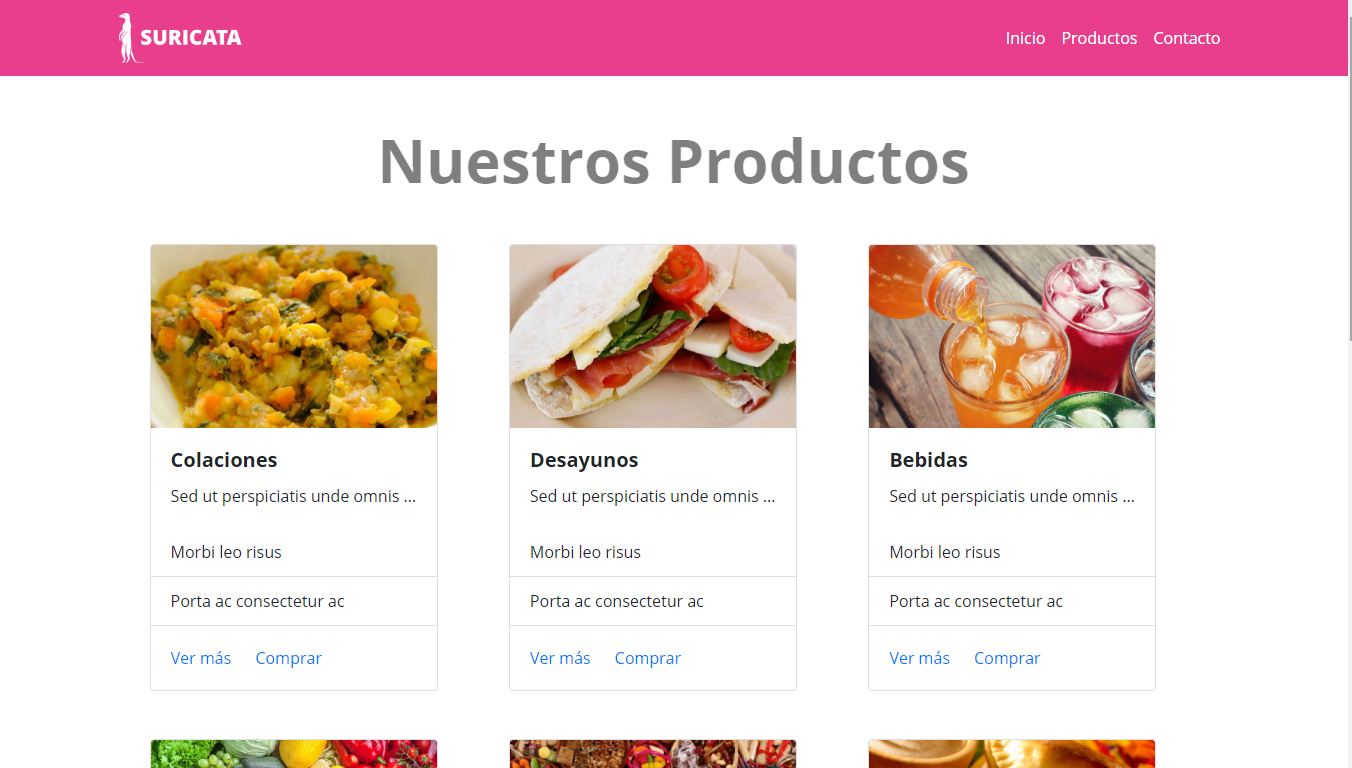 SURICATA
Inicio Productos Contacto
Nuestros Productos
Colaciones
Sed ut perspiciatis unde omnis ...
Morbi leo risus
Porta ac consectetur ac
Ver más Comprar
Desayunos
Sed ut perspiciatis unde omnis ...
Morbi leo risus
Porta ac consectetur ac
Ver más Comprar
Bebidas
Sed ut perspiciatis unde omnis ...
Morbi leo risus
Porta ac consectetur ac
Ver más Comprar